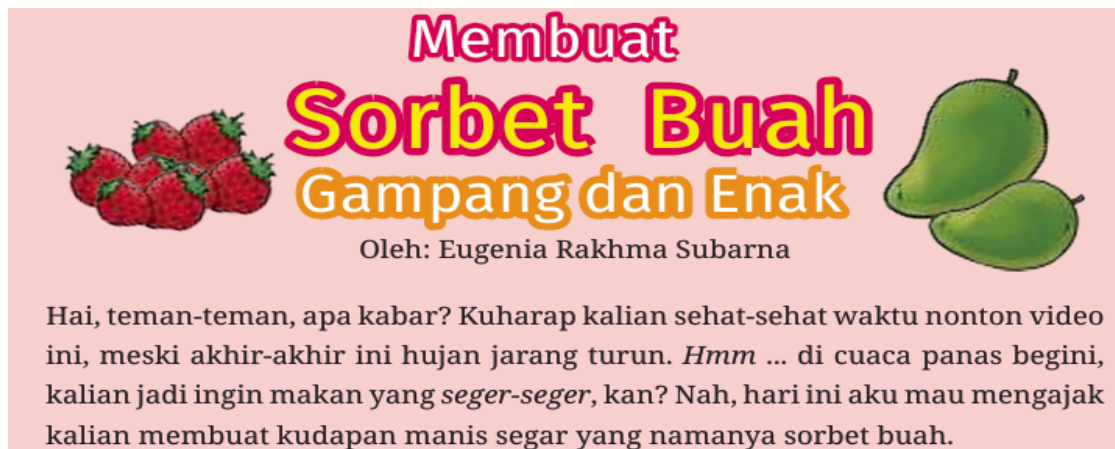 Membuat
Sorbet Buah
Gampang dan Enak
Oleh: Eugenia Rakhma Subarna
Hai, teman-teman, apa kabar? Kuharap kalian sehat-sehat waktu nonton video
ini, meski akhir-akhir ini hujan jarang turun. Hmm ... di cuaca panas begini,
kalian jadi ingin makan yang seger-seger, kan? Nah, hari ini aku mau mengajak
kalian membuat kudapan manis segar yang namanya sorbet buah.